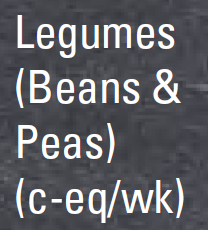 Legumes
(Beans &
Peas)
(c-eq/wk)